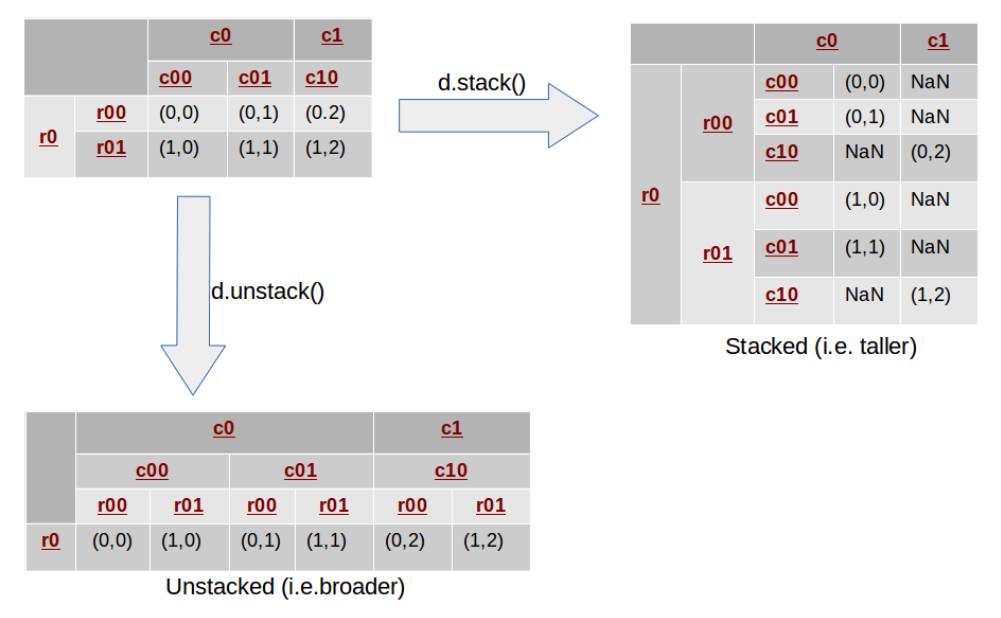 c0 c1
c00 c01 c10
r0 r00 (0,0) (0,1) (0.2)
r01 (1,0) (1,1) (1,2)
d.stack()
c0 c1
r0 r00 c00 (0,0) NaN
c01 (0,1) NaN
c10 NaN (0,2)
r01 c00 (1,0) NaN
c01 (1,1) NaN
c10 NaN (1,2)
Stacked (i.e. taller)
d.unstack()
c0 c1
c00 c01 c10
r00 r01 r00 r01 r00 r01
r0 (0,0) (1,0) (0,1) (1,1) (0,2) (1,2)
Unstacked (i.e.broader)